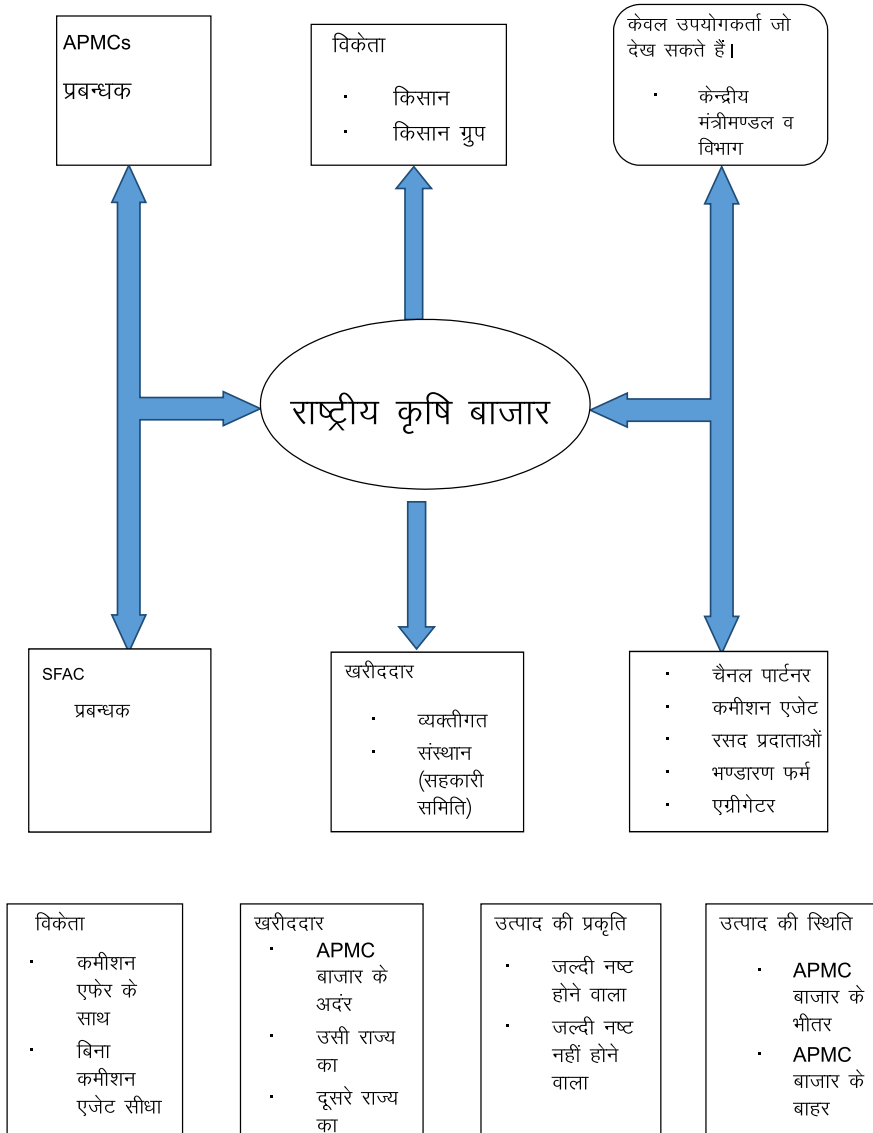 APMCs
प्रबन्धक
विकेता
· किसान
· किसान ग्रुप
केवल उपयोगकर्ता जो
देख सकते हैं।
· केन्द्रीय
मंत्रीमण्डल व
विभाग
राष्ट्रीय कृषि बाजार
SFAC
प्रबन्धक
खरीददार
· व्यक्तीगत
· संस्थान
(सहकारी
समिति)
· चैनल पार्टनर
· कमीशन एजेट
· रसद प्रदाताओं
· भण्डारण फर्म
· एग्रीगेटर
विकेता
· कमीशन
एफेर के
साथ
· बिना
कमीशन
एजेट सीधा
खरीददार
· APMC
बाजार के
अदंर
· उसी राज्य
का
· दूसरे राज्य
का
उत्पाद की प्रकृति
· जल्दी नष्ट
होने वाला
· जल्दी नष्ट
नहीं होने
वाला
उत्पाद की स्थिति
· APMC
बाजार के
भीतर
· APMC
बाजार के
बाहर